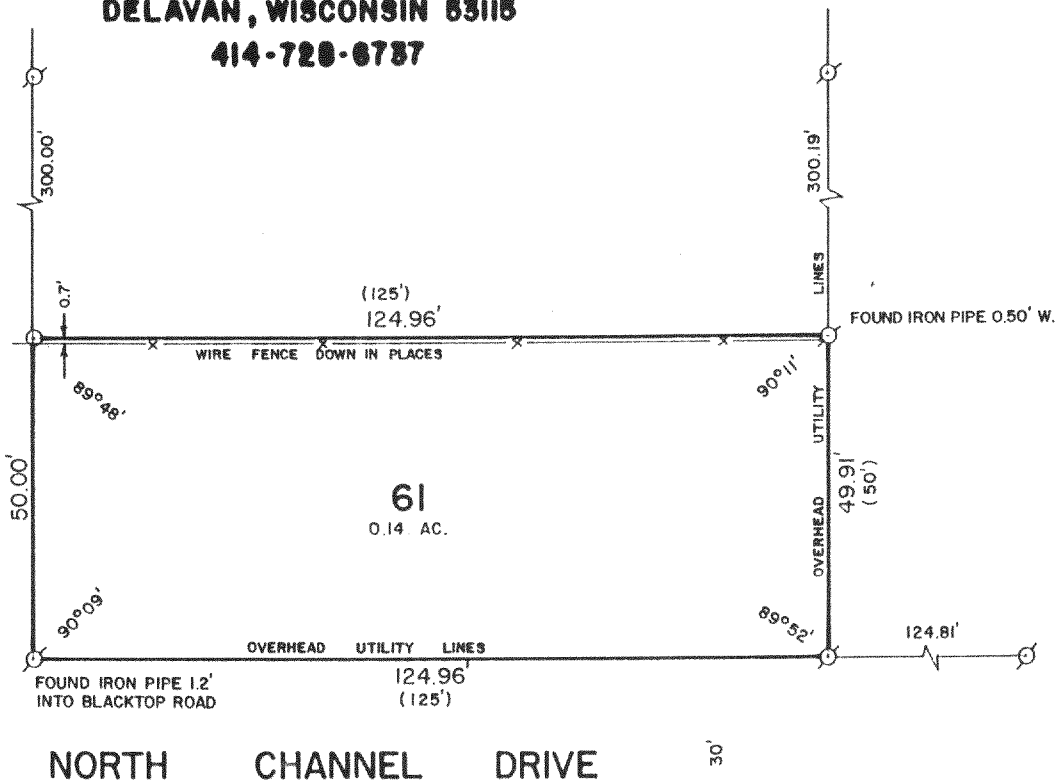 DELAVAN, WISCONSIN 53115
414-728-6737
300.00'
300.19'
0.7'
(125')
124.96'
LINES
FOUND IRON PIPE 0.50' W.
WIRE FENCE DOWN IN PLACES
89°48'
90°11'
UTILITY
50.00'
61
0.14 AC.
49.91'
(50')
OVERHEAD
90°09'
89°52'
124.81'
OVERHEAD UTILITY LINES
FOUND IRON PIPE 1.2'
INTO BLACKTOP ROAD
124.96'
(125')
NORTH CHANNEL DRIVE
30'